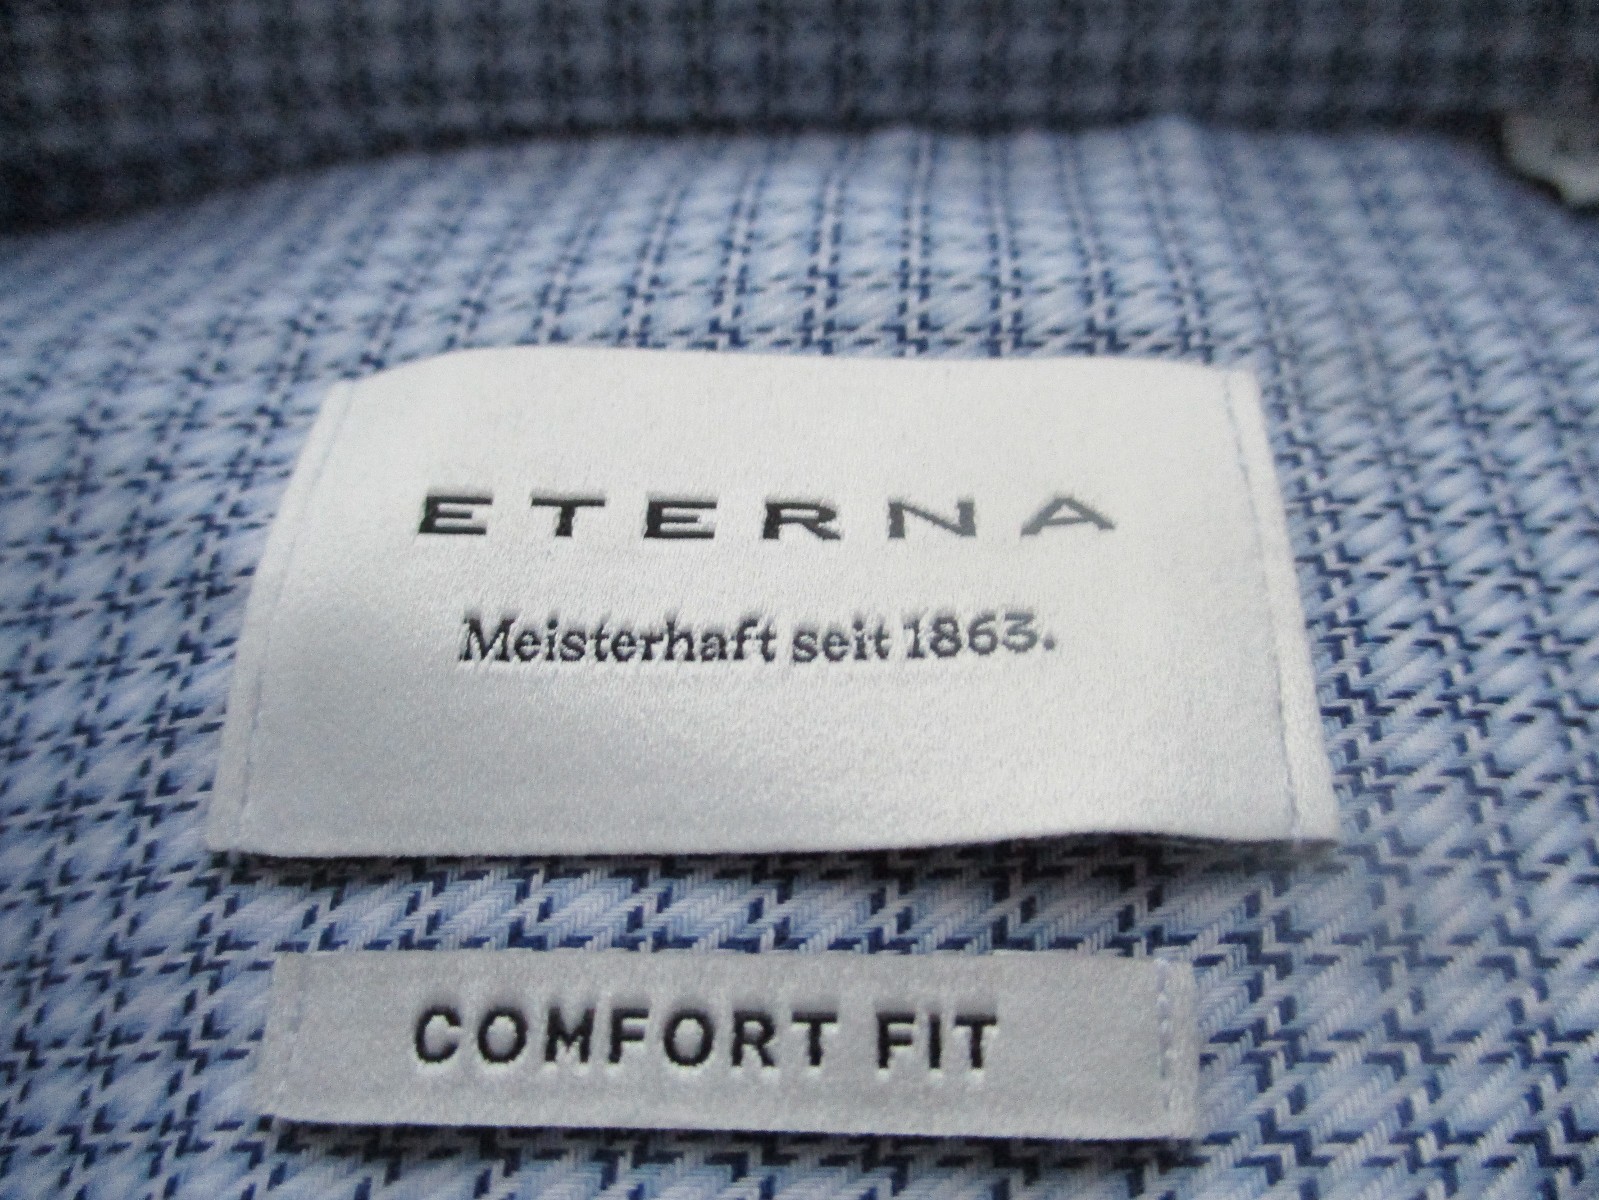 ETERNA
Meisterhaft seit 1863.
COMFORT FIT